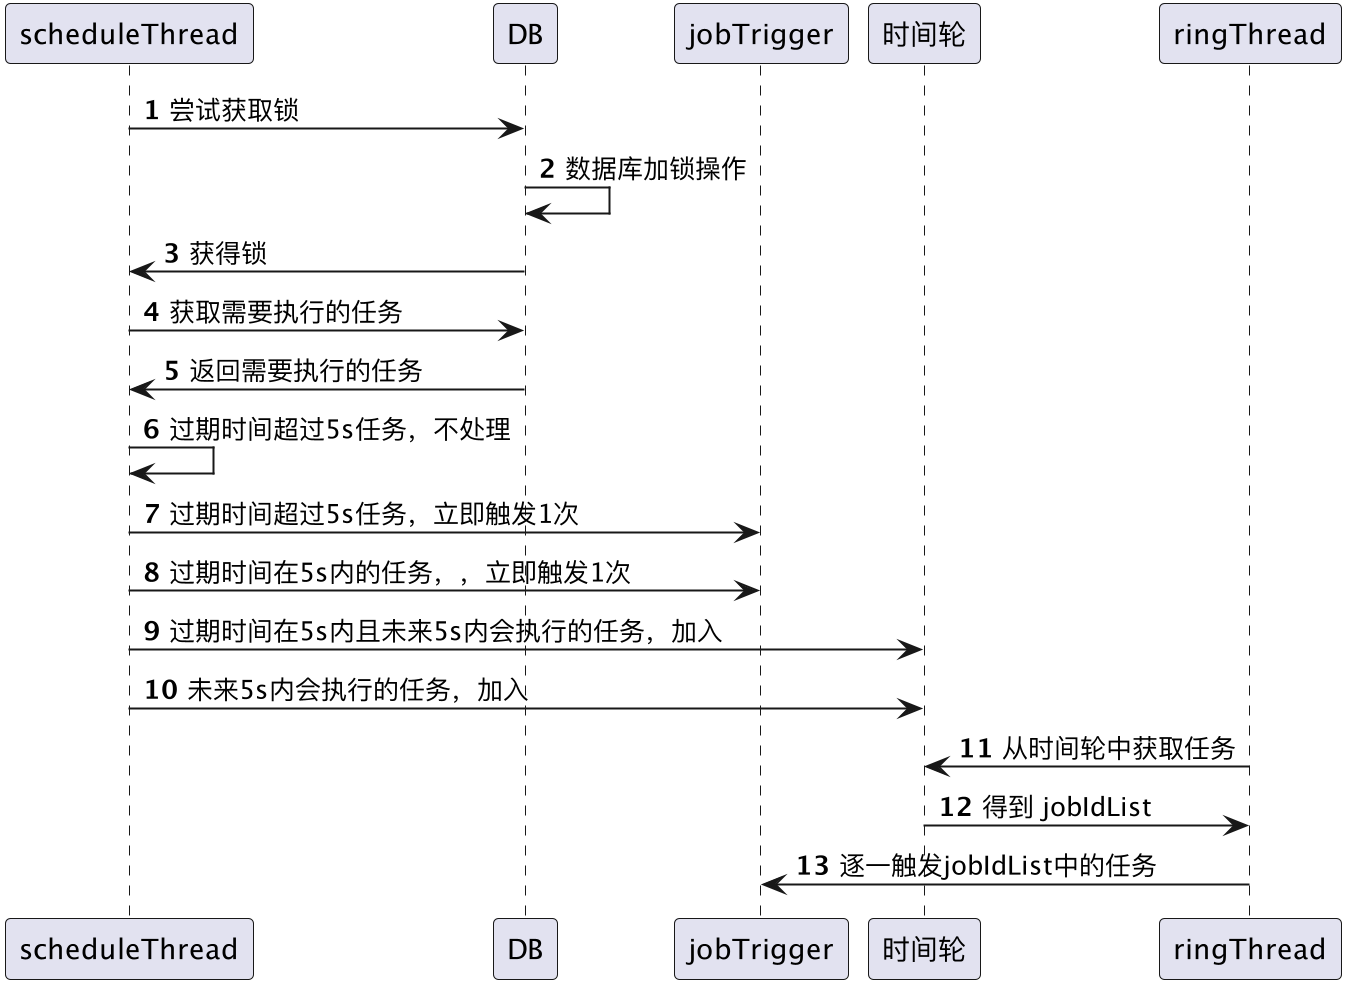 scheduleThread DB jobTrigger 时间轮 ringThread
1 尝试获取锁
2 数据库加锁操作
3 获得锁
4 获取需要执行的任务
5 返回需要执行的任务
6 过期时间超过5s任务，不处理
7 过期时间超过5s任务，立即触发1次
8 过期时间在5s内的任务，，立即触发1次
9 过期时间在5s内且未来5s内会执行的任务，加入
10 未来5s内会执行的任务，加入
11 从时间轮中获取任务
12 得到 jobIdList
13 逐一触发jobIdList中的任务
scheduleThread DB jobTrigger 时间轮 ringThread